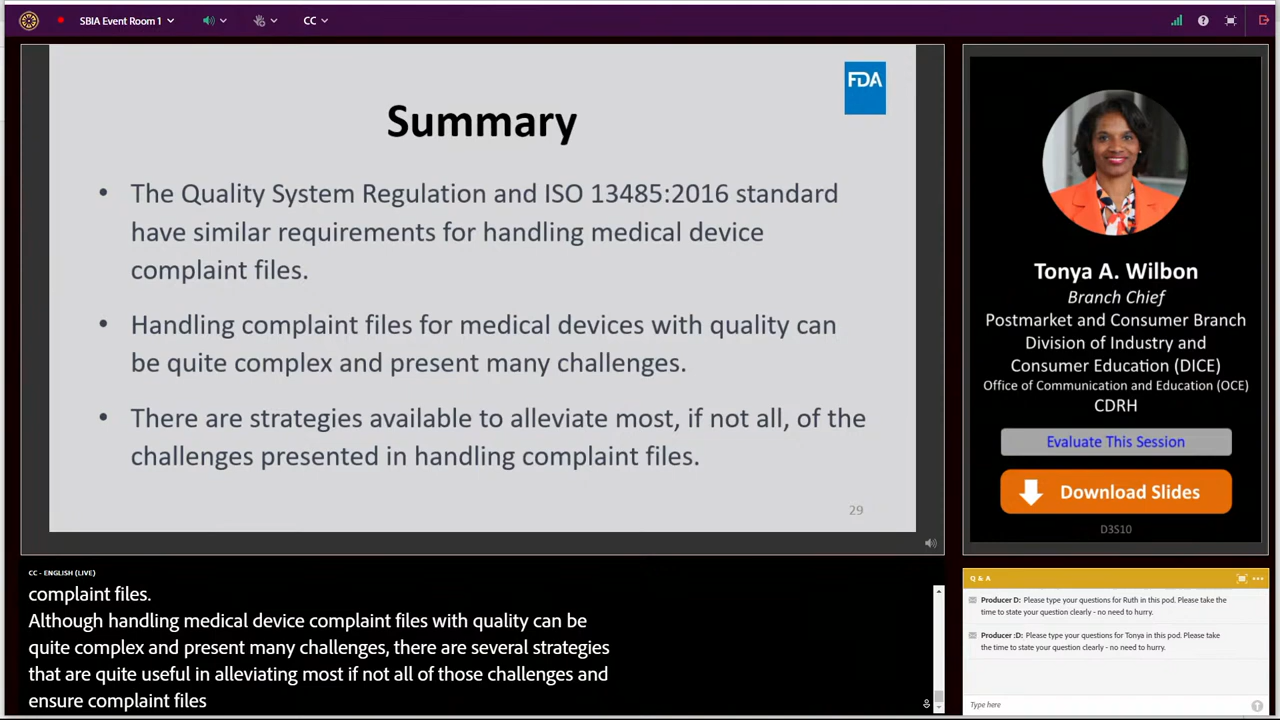 SBIA Event Room 1
CC
FDA
Summary
• The Quality System Regulation and ISO 13485:2016 standard
have similar requirements for handling medical device
complaint files.
• Handling complaint files for medical devices with quality can
be quite complex and present many challenges.
• There are strategies available to alleviate most, if not all, of the
challenges presented in handling complaint files.
29
Tonya A. Wilbon
Branch Chief
Postmarket and Consumer Branch
Division of Industry and
Consumer Education (DICE)
Office of Communication and Education (OCE)
CDRH
Evaluate This Session
Download Slides
D3S10
CC - ENGLISH (LIVE)
complaint files.
Although handling medical device complaint files with quality can be
quite complex and present many challenges, there are several strategies
that are quite useful in alleviating most if not all of those challenges and
ensure complaint files
Q & A
Producer D: Please type your questions for Ruth in this pod. Please take the
time to state your question clearly - no need to hurry.
Producer :D: Please type your questions for Tonya in this pod. Please take
the time to state your question clearly - no need to hurry.
Type here